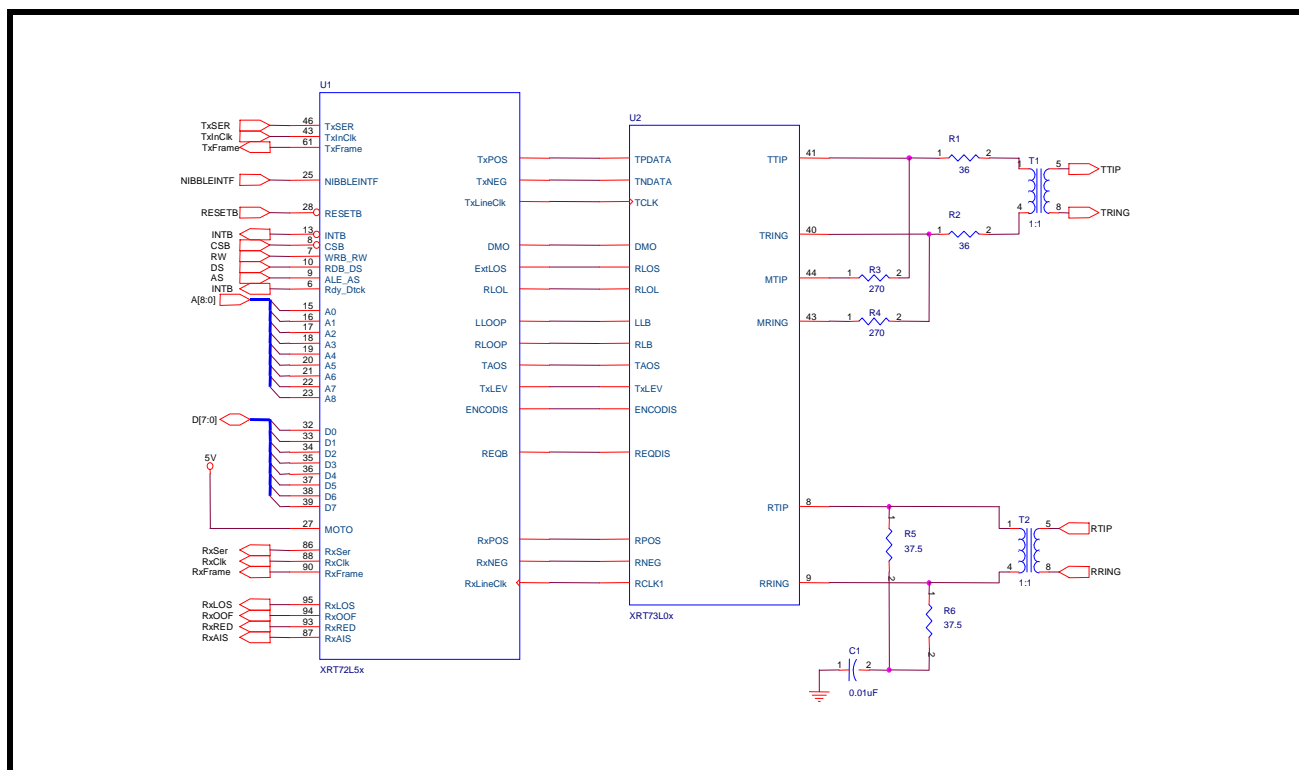 U1
TxSER 46 TxSER
TxInClk 43 TxInClk
TxFrame 61 TxFrame
NIBBLEINTF 25 NIBBLEINTF
RESETB 28 RESETB
INTB 13 INTB
CSB 8 CSB
RW 7 WRB_RW
DS 10 RDB_DS
AS 9 ALE_AS
INTB 6 Rdy_Dtck
A[8:0]
15 A0
16 A1
17 A2
18 A3
19 A4
20 A5
21 A6
22 A7
23 A8
D[7:0]
32 D0
33 D1
34 D2
35 D3
36 D4
37 D5
38 D6
39 D7
5V
27 MOTO
RxSer 86 RxSer
RxClk 88 RxClk
RxFrame 90 RxFrame
RxLOS 95 RxLOS
RxOOF 94 RxOOF
RxRED 93 RxRED
RxAIS 87 RxAIS
TxPOS
TxNEG
TxLineClk
DMO
ExtLOS
RLOL
LLOOP
RLOOP
TAOS
TxLEV
ENCODIS
REQB
RxPOS
RxNEG
RxLineClk
XRT72L5x
U2
TPDATA
TNDATA
TCLK
DMO
RLOS
RLOL
LLB
RLB
TAOS
TxLEV
ENCODIS
REQDIS
RPOS
RNEG
RCLK1
TTIP 41
TRING 40
MTIP 44
MRING 43
RTIP 8
RRING 9
XRT73L0x
1 R1 2
36
1 R2 2
36
1 R3 2
270
1 R4 2
270
T1
1 5
4 8
1:1
TTIP
TRING
1
R5
37.5
2
1
R6
37.5
2
T2
1 5
4 8
1:1
RTIP
RRING
C1
1 2
0.01uF